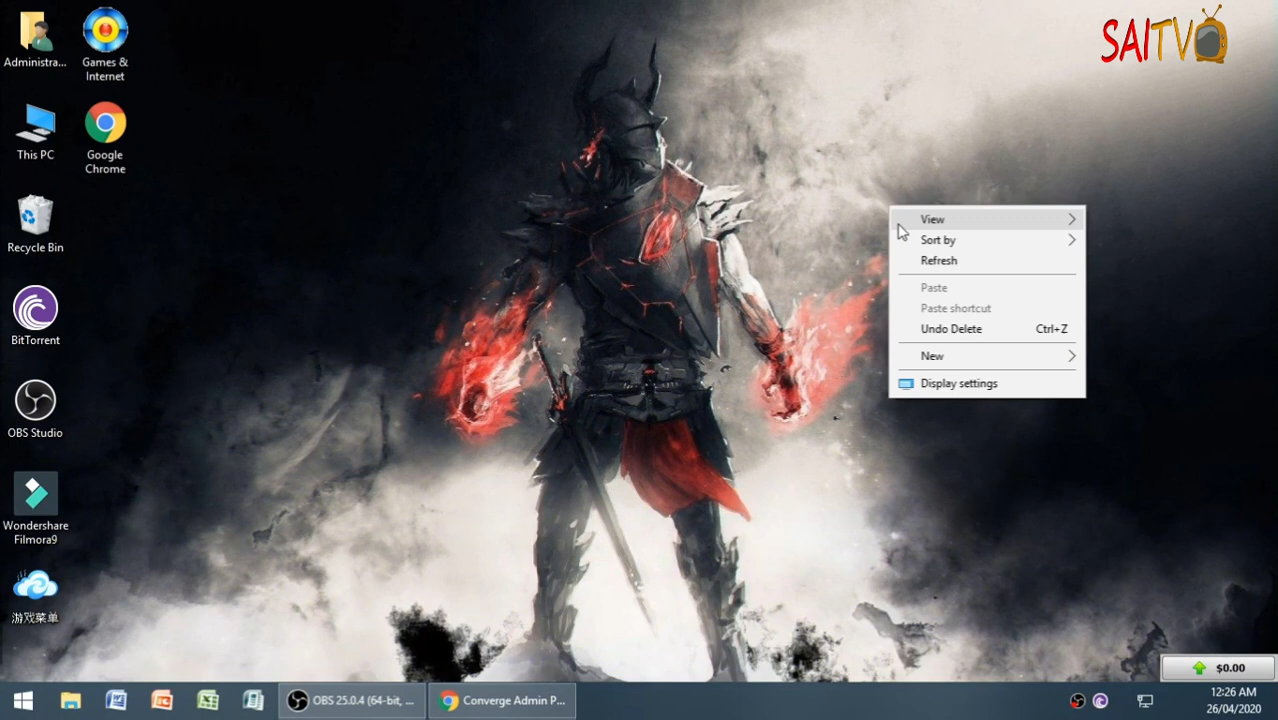 SAITV
Administra...
Games &
Internet
This PC
Google
Chrome
Recycle Bin
BitTorrent
OBS Studio
Wondershare
Filmora9
游戏菜单
View
Sort by
Refresh
Paste
Paste shortcut
Undo Delete Ctrl+Z
New
Display settings
$0.00
OBS 25.0.4 (64-bit, ...
Converge Admin P...
12:26 AM
26/04/2020